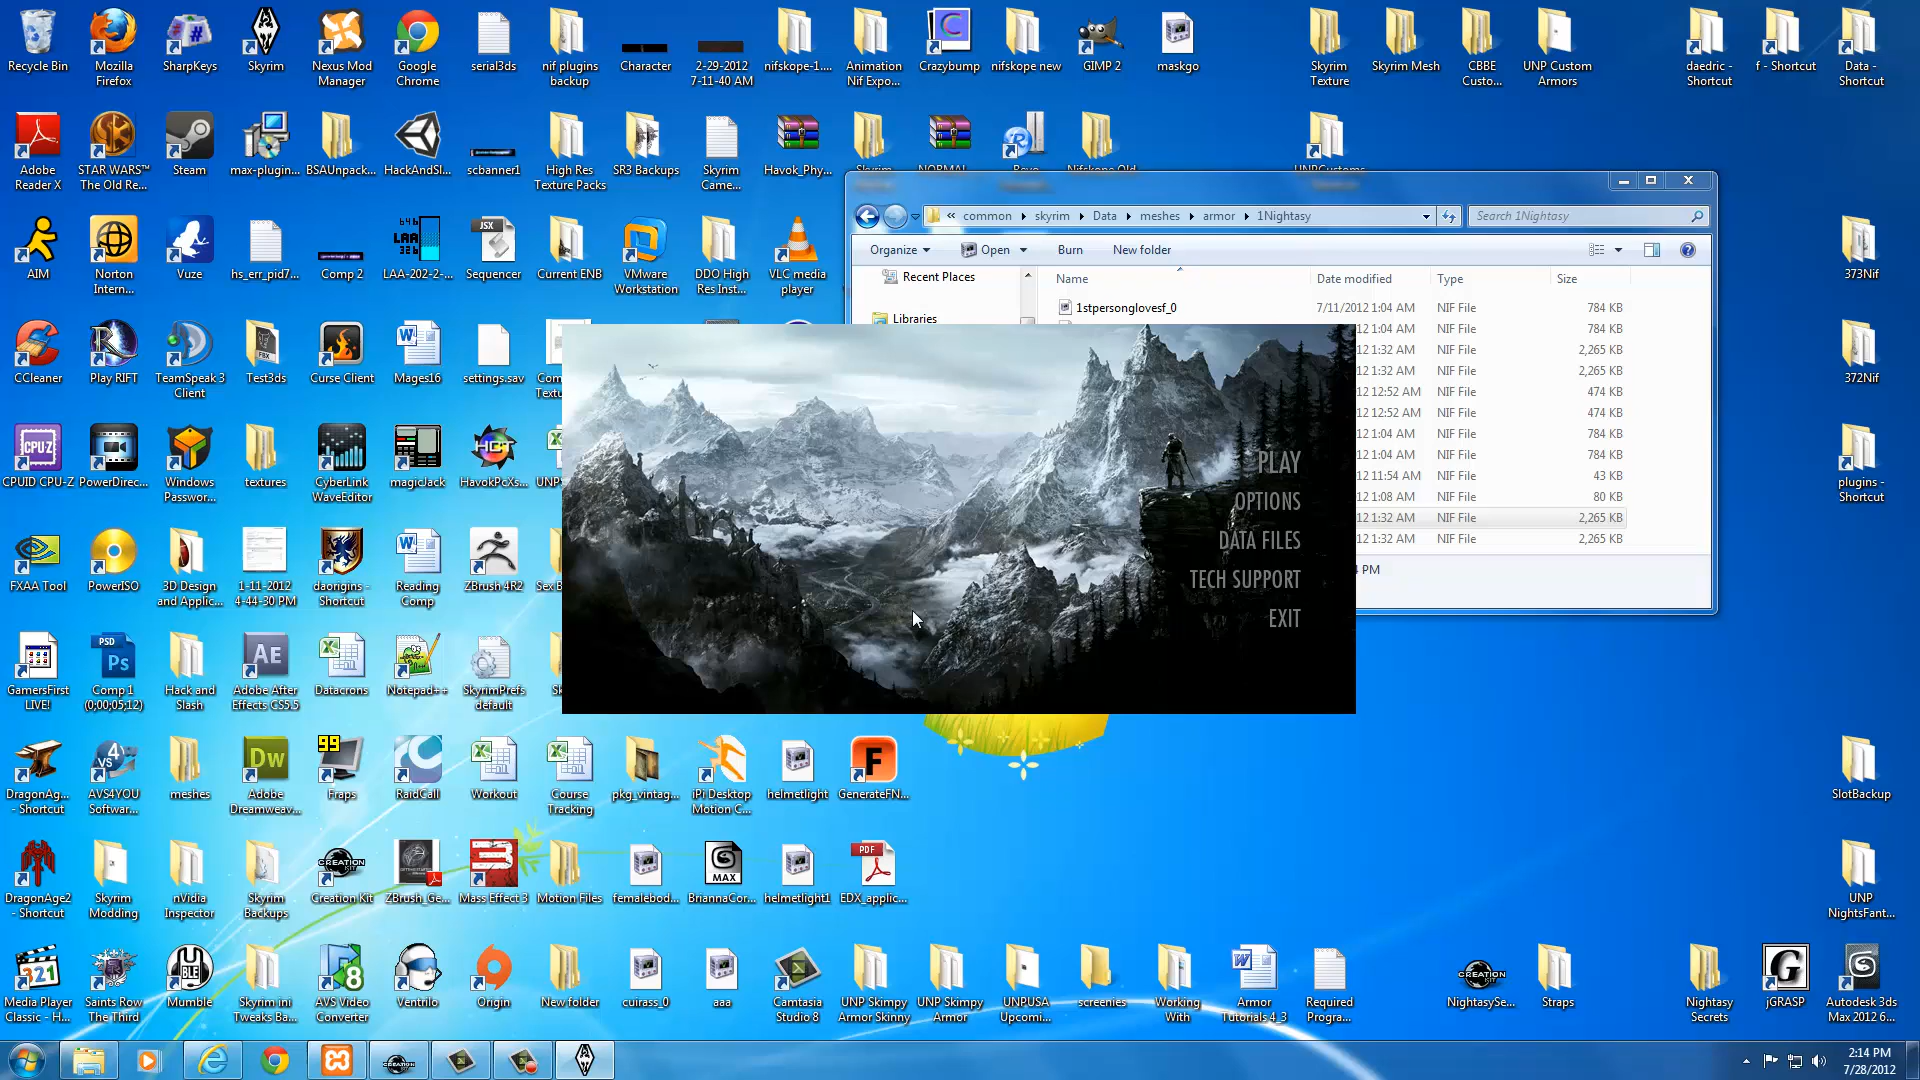 Recycle Bin
Mozilla
Firefox
SharpKeys
Skyrim
Nexus Mod
Manager
Google
Chrome
serial3ds
nif plugins
backup
Character
2-29-2012
7-11-40 AM
nifskope-1....
Animation
Nif Expo...
Crazybump
nifskope new
GIMP 2
maskgo
Skyrim
Texture
Skyrim Mesh
CBBE
Custo...
UNP Custom
Armors
daedric -
Shortcut
f - Shortcut
Data -
Shortcut
Adobe
Reader X
STAR WARS™
The Old Re...
Steam
max-plugin...
BSAUnpack...
HackAndSl...
scbanner1
High Res
Texture Packs
SR3 Backups
Skyrim
Came...
Havok_Phy...
common
skyrim
Data
meshes
armor
1Nightasy
Search 1Nightasy
Organize
Open
Burn
New folder
Recent Places
Libraries
Name
Date modified
Type
Size
1stpersonglovesf_0
7/11/2012 1:04 AM
NIF File
784 KB
12 1:04 AM
NIF File
784 KB
12 1:32 AM
NIF File
2,265 KB
12 1:32 AM
NIF File
2,265 KB
12 12:52 AM
NIF File
474 KB
12 12:52 AM
NIF File
474 KB
12 1:04 AM
NIF File
784 KB
12 1:04 AM
NIF File
784 KB
12 11:54 AM
NIF File
43 KB
12 1:08 AM
NIF File
80 KB
12 1:32 AM
NIF File
2,265 KB
12 1:32 AM
NIF File
2,265 KB
PM
AIM
Norton
Intern...
Vuze
hs_err_pid7...
Comp 2
LAA-202-2-...
Sequencer
Current ENB
VMware
Workstation
DDO High
Res Inst...
VLC media
player
373Nif
CCleaner
Play RIFT
TeamSpeak 3
Client
Test3ds
Curse Client
Mages16
settings.sav
372Nif
PLAY
OPTIONS
DATA FILES
TECH SUPPORT
EXIT
CPUID CPU-Z
PowerDirec...
Windows
Passwor...
textures
CyberLink
WaveEditor
magicJack
HavokPcXs...
plugins -
Shortcut
FXAA Tool
PowerISO
3D Design
and Applic...
1-11-2012
4-44-30 PM
daorigins -
Shortcut
Reading
Comp
ZBrush 4R2
GamersFirst
LIVE!
Comp 1
(0;00;05;12)
Hack and
Slash
Adobe After
Effects CS5.5
Datacrons
Notepad++
SkyrimPrefs
default
DragonAg...
- Shortcut
AVS4YOU
Softwar...
meshes
Adobe
Dreamweav...
Fraps
RaidCall
Workout
Course
Tracking
pkg_vintag...
iPi Desktop
Motion C...
helmetlight
GenerateFN...
SlotBackup
DragonAge2
- Shortcut
Skyrim
Modding
nVidia
Inspector
Skyrim
Backups
Creation Kit
ZBrush_Ge...
Mass Effect 3
Motion Files
femalebod...
BriannaCor...
helmetlight1
EDX_applic...
UNP
NightsFant...
Media Player
Classic - H...
Saints Row
The Third
Mumble
Skyrim ini
Tweaks Ba...
AVS Video
Converter
Ventrilo
Origin
New folder
cuirass_0
aaa
Camtasia
Studio 8
UNP Skimpy
Armor Skinny
UNP Skimpy
Armor
UNPUSA
Upcomi...
screenies
Working
With
Armor
Tutorials 4_3
Required
Progra...
NightasySe...
Straps
Nightasy
Secrets
jGRASP
Autodesk 3ds
Max 2012 6...
2:14 PM
7/28/2012